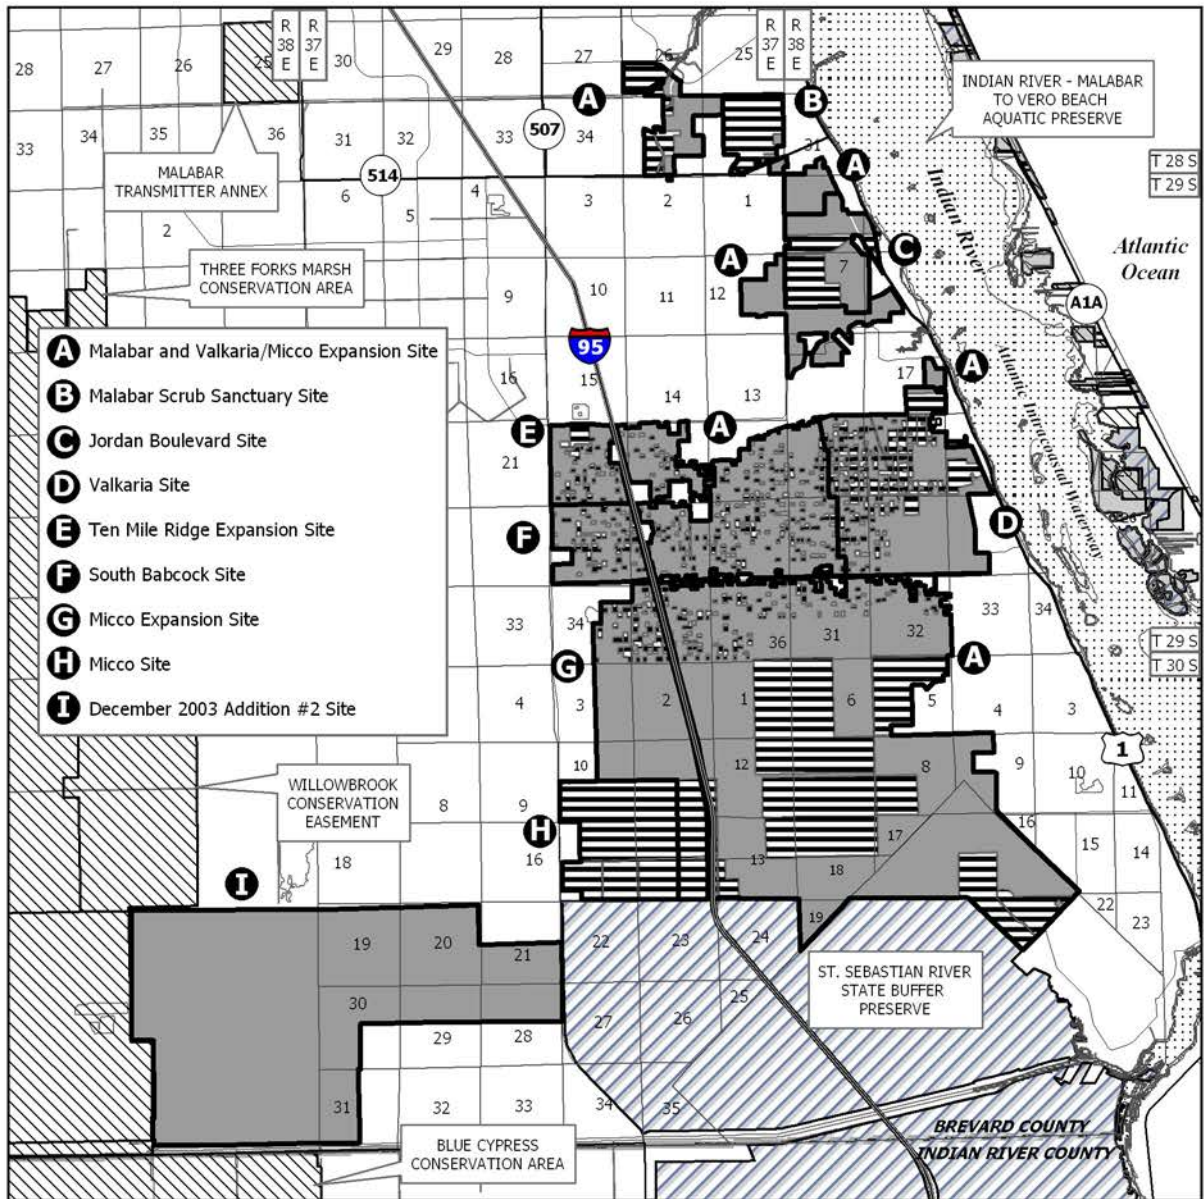 R
38
E
R
37
E
R
37
E
R
38
E
28
27
26
25
30
29
28
27
26
25
INDIAN RIVER - MALABAR
TO VERO BEACH
AQUATIC PRESERVE
A
B
33
34
35
36
31
32
33
507
34
31
MALABAR
TRANSMITTER ANNEX
514
A
T 28 S
T 29 S
2
6
5
4
3
2
1
Indian River
Atlantic
Ocean
THREE FORKS MARSH
CONSERVATION AREA
A
C
7
9
10
11
12
A1A
A Malabar and Valkaria/Micco Expansion Site
B Malabar Scrub Sanctuary Site
C Jordan Boulevard Site
D Valkaria Site
E Ten Mile Ridge Expansion Site
F South Babcock Site
G Micco Expansion Site
H Micco Site
I December 2003 Addition #2 Site
95
Atlantic Intracoastal Waterway
16
15
14
13
17
A
E
A
21
F
D
33
34
36
31
32
33
34
T 29 S
T 30 S
G
A
4
3
2
1
6
5
4
3
1
10
12
8
9
10
11
WILLOWBROOK
CONSERVATION
EASEMENT
8
9
H
16
17
16
15
14
18
13
18
I
19
22
23
19
20
21
22
23
24
ST. SEBASTIAN RIVER
STATE BUFFER
PRESERVE
30
25
29
28
27
26
31
32
33
34
35
BREVARD COUNTY
INDIAN RIVER COUNTY
BLUE CYPRESS
CONSERVATION AREA